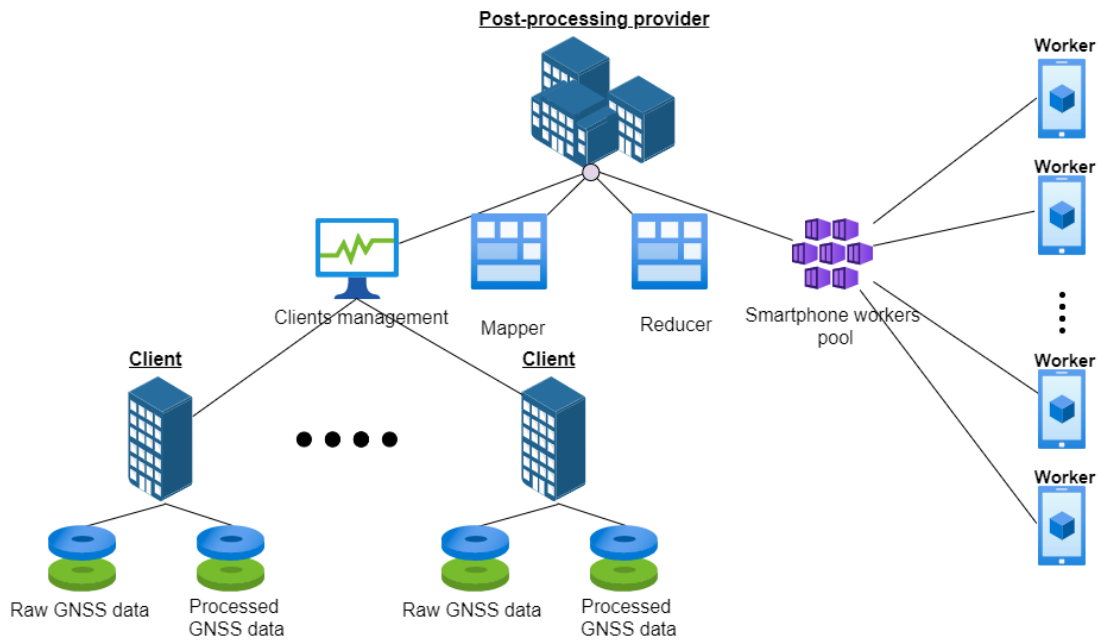 Post-processing provider
Worker
Worker
Clients management
Mapper
Reducer
Smartphone workers
pool
Client
Client
Worker
Worker
Raw GNSS data
Processed
GNSS data
Raw GNSS data
Processed
GNSS data